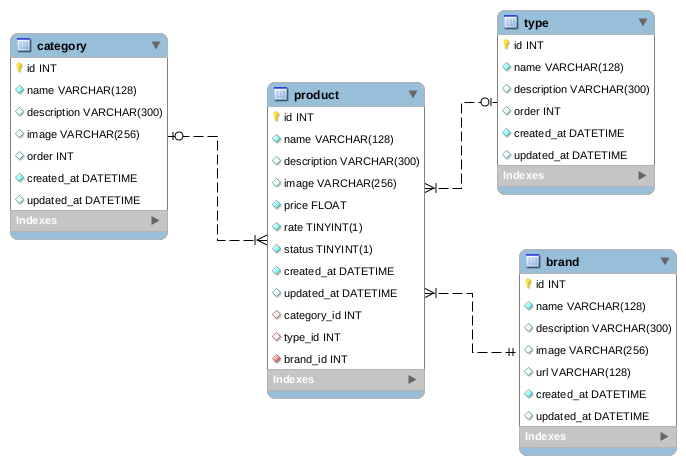 category
id INT
name VARCHAR(128)
description VARCHAR(300)
image VARCHAR(256)
order INT
created_at DATETIME
updated_at DATETIME
Indexes
product
id INT
name VARCHAR(128)
description VARCHAR(300)
image VARCHAR(256)
price FLOAT
rate TINYINT(1)
status TINYINT(1)
created_at DATETIME
updated_at DATETIME
category_id INT
type_id INT
brand_id INT
Indexes
type
id INT
name VARCHAR(128)
description VARCHAR(300)
order INT
created_at DATETIME
updated_at DATETIME
Indexes
brand
id INT
name VARCHAR(128)
description VARCHAR(300)
image VARCHAR(256)
url VARCHAR(128)
created_at DATETIME
updated_at DATETIME
Indexes